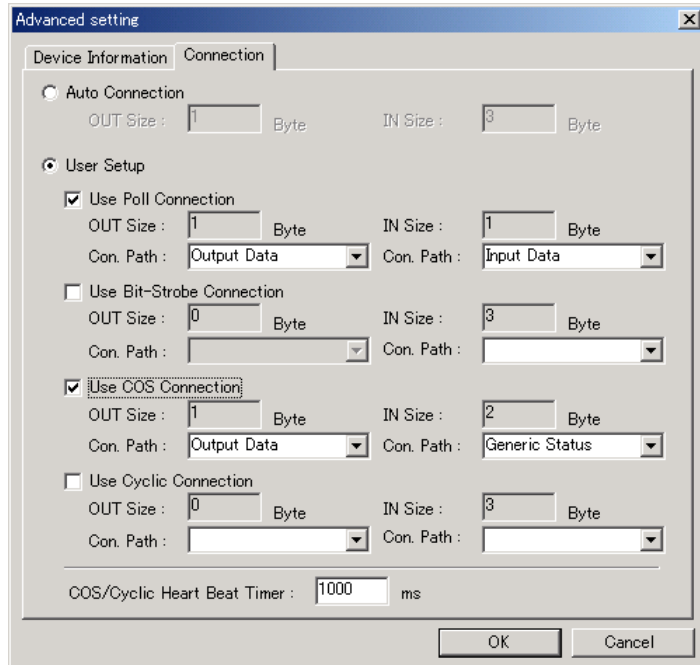 Advanced setting
Device Information Connection
Auto Connection
OUT Size : 1 Byte IN Size : 3 Byte
User Setup
Use Poll Connection
OUT Size : 1 Byte IN Size : 1 Byte
Con. Path : Output Data Con. Path : Input Data
Use Bit-Strobe Connection
OUT Size : 0 Byte IN Size : 3 Byte
Con. Path : Con. Path :
Use COS Connection
OUT Size : 1 Byte IN Size : 2 Byte
Con. Path : Output Data Con. Path : Generic Status
Use Cyclic Connection
OUT Size : 0 Byte IN Size : 3 Byte
Con. Path : Con. Path :
COS/Cyclic Heart Beat Timer : 1000 ms
OK Cancel